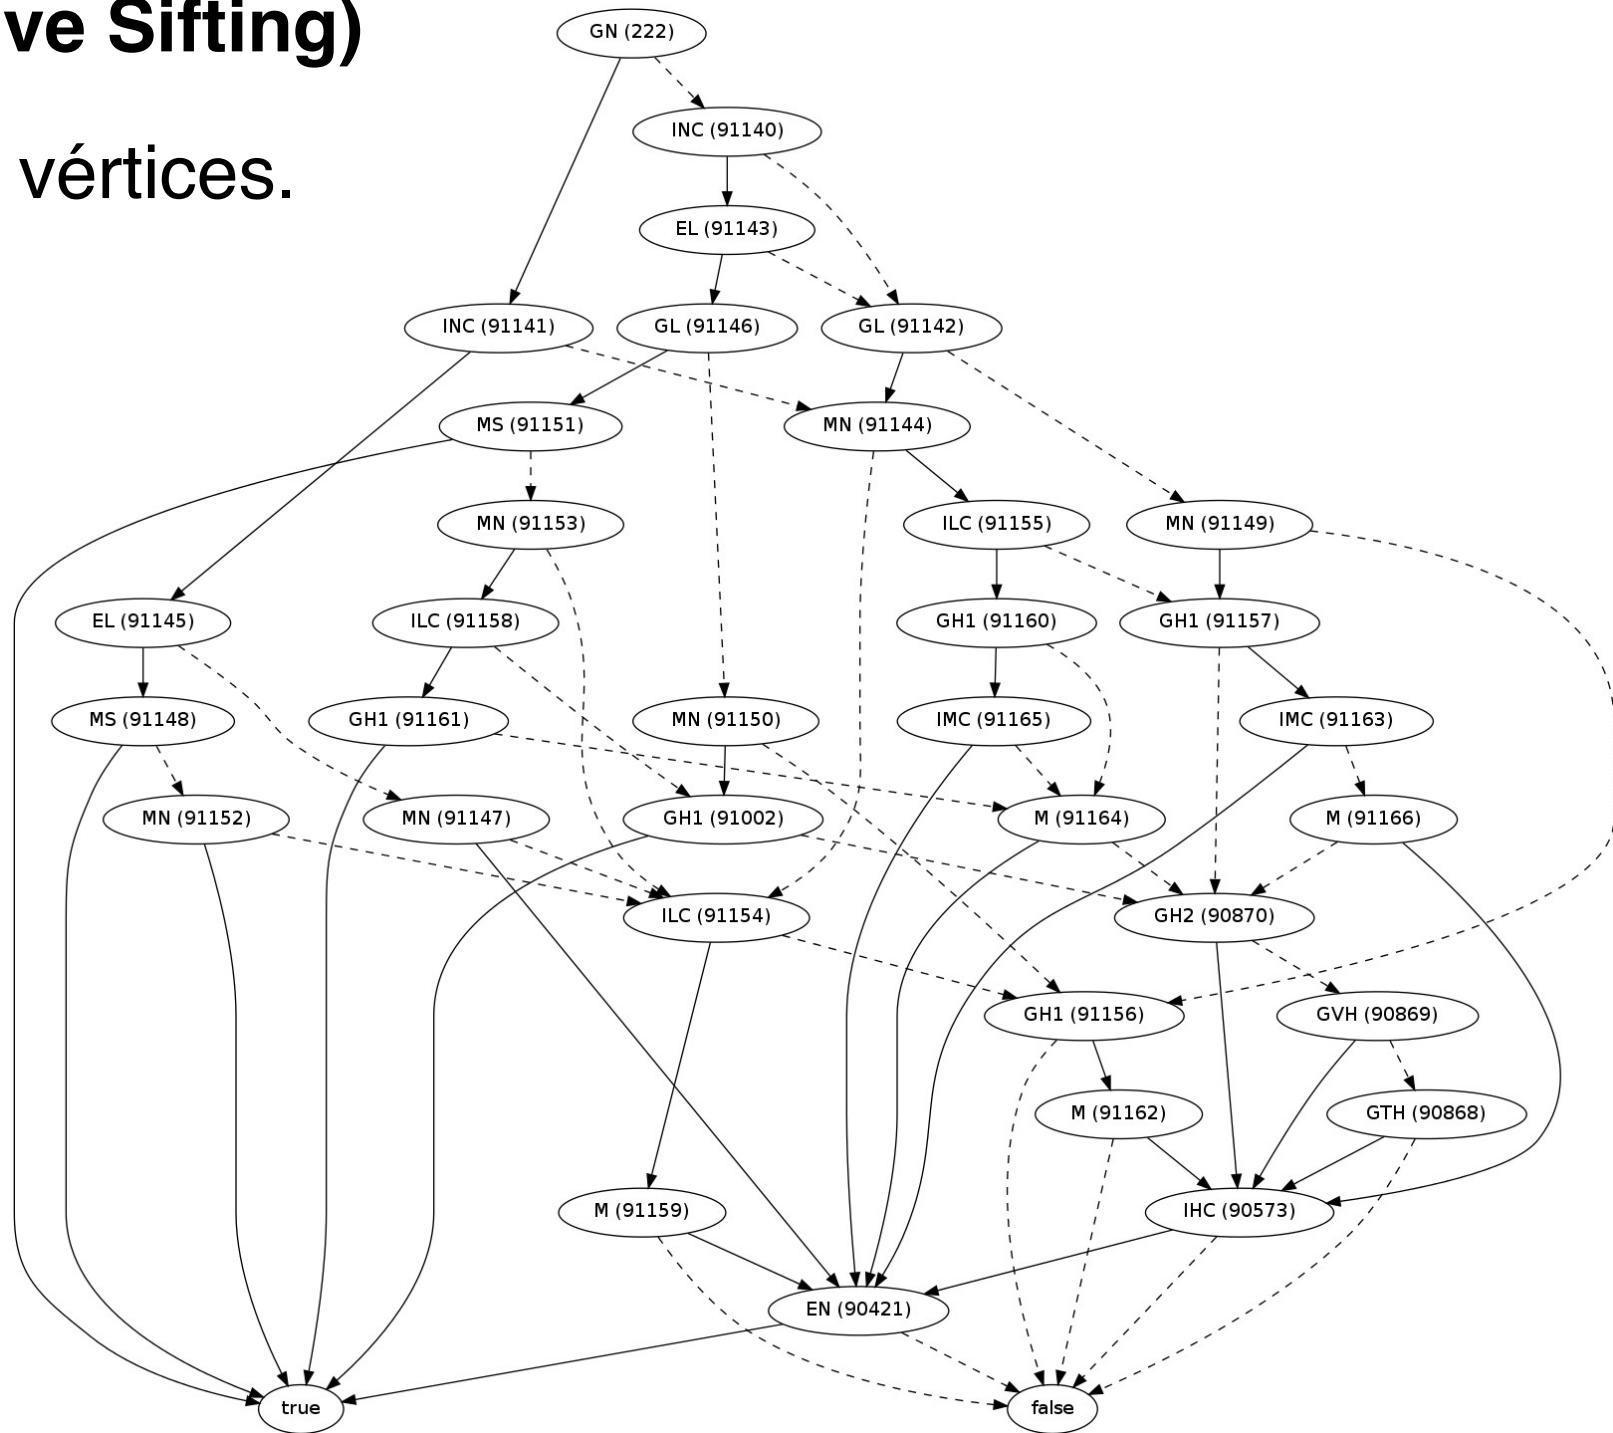 ve Sifting)
GN (222)
INC (91140)
vértices.
EL (91143)
INC (91141)
GL (91146)
GL (91142)
MS (91151)
MN (91144)
MN (91153)
ILC (91155)
MN (91149)
EL (91145)
ILC (91158)
GH1 (91160)
GH1 (91157)
MS (91148)
GH1 (91161)
MN (91150)
IMC (91165)
IMC (91163)
MN (91152)
MN (91147)
GH1 (91002)
M (91164)
M (91166)
ILC (91154)
GH2 (90870)
GH1 (91156)
GVH (90869)
M (91162)
GTH (90868)
M (91159)
IHC (90573)
EN (90421)
true
false